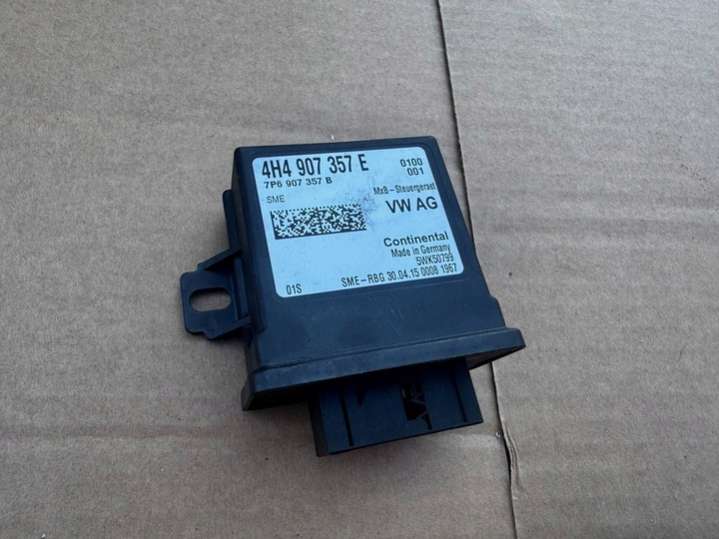 4H4 907 357 E 0100
7P6 907 357 B 001
SME MxB-Steuergeraet
VW AG
Continental
Made in Germany
5WK50799
01S SME-RBG 30.04.15 0008 1967